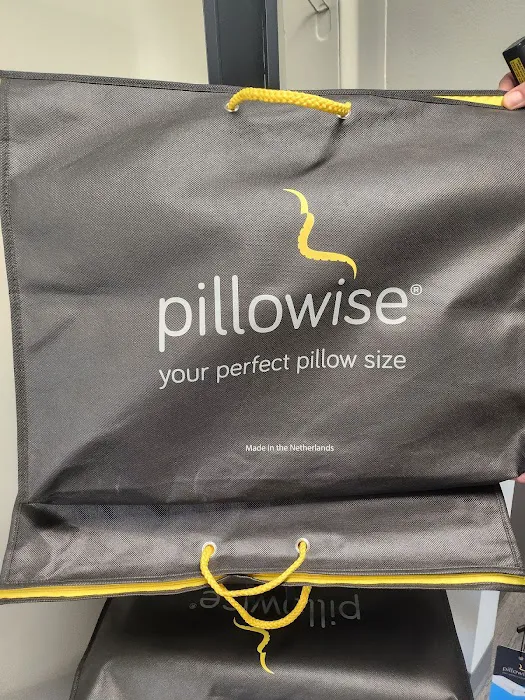 pillowise®
your perfect pillow size
Made in the Netherlands
pillowise®